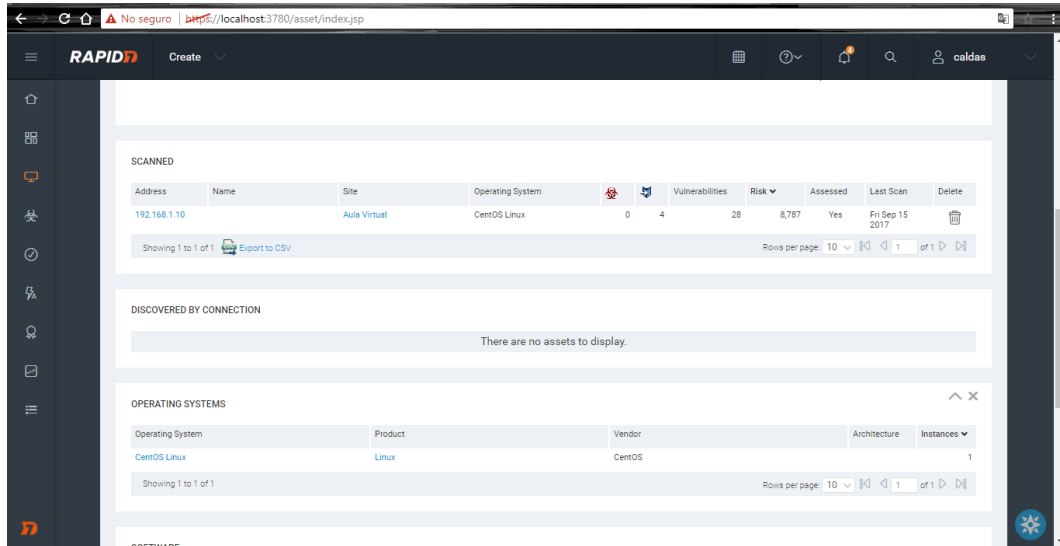 No seguro | https://localhost:3780/asset/index.jsp
RAPID7 Create 4 caldas
SCANNED
Address Name Site Operating System Vulnerabilities Risk Assessed Last Scan Delete
192.168.1.10 Aula Virtual CentOS Linux 0 4 28 8,787 Yes Fri Sep 15
2017
Showing 1 to 1 of 1 Export to CSV Rows per page: 10 1 of 1
DISCOVERED BY CONNECTION
There are no assets to display.
OPERATING SYSTEMS
Operating System Product Vendor Architecture Instances
CentOS Linux Linux CentOS 1
Showing 1 to 1 of 1 Rows per page: 10 1 of 1
SOFTWARE